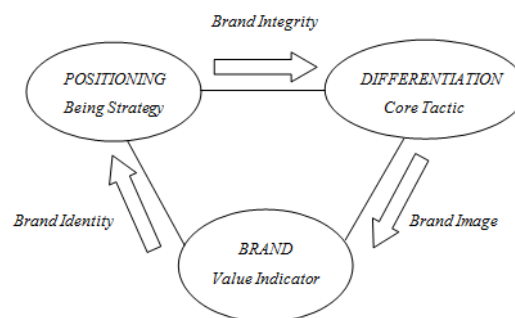 Brand Integrity
POSITIONING
Being Strategy
DIFFERENTIATION
Core Tactic
Brand Identity
Brand Image
BRAND
Value Indicator